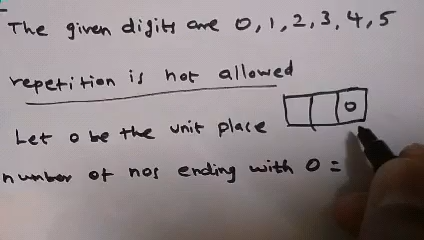 The given digits are 0, 1, 2, 3, 4, 5
repetition is not allowed
Let 0 be the unit place 0
number of nos ending with 0 =